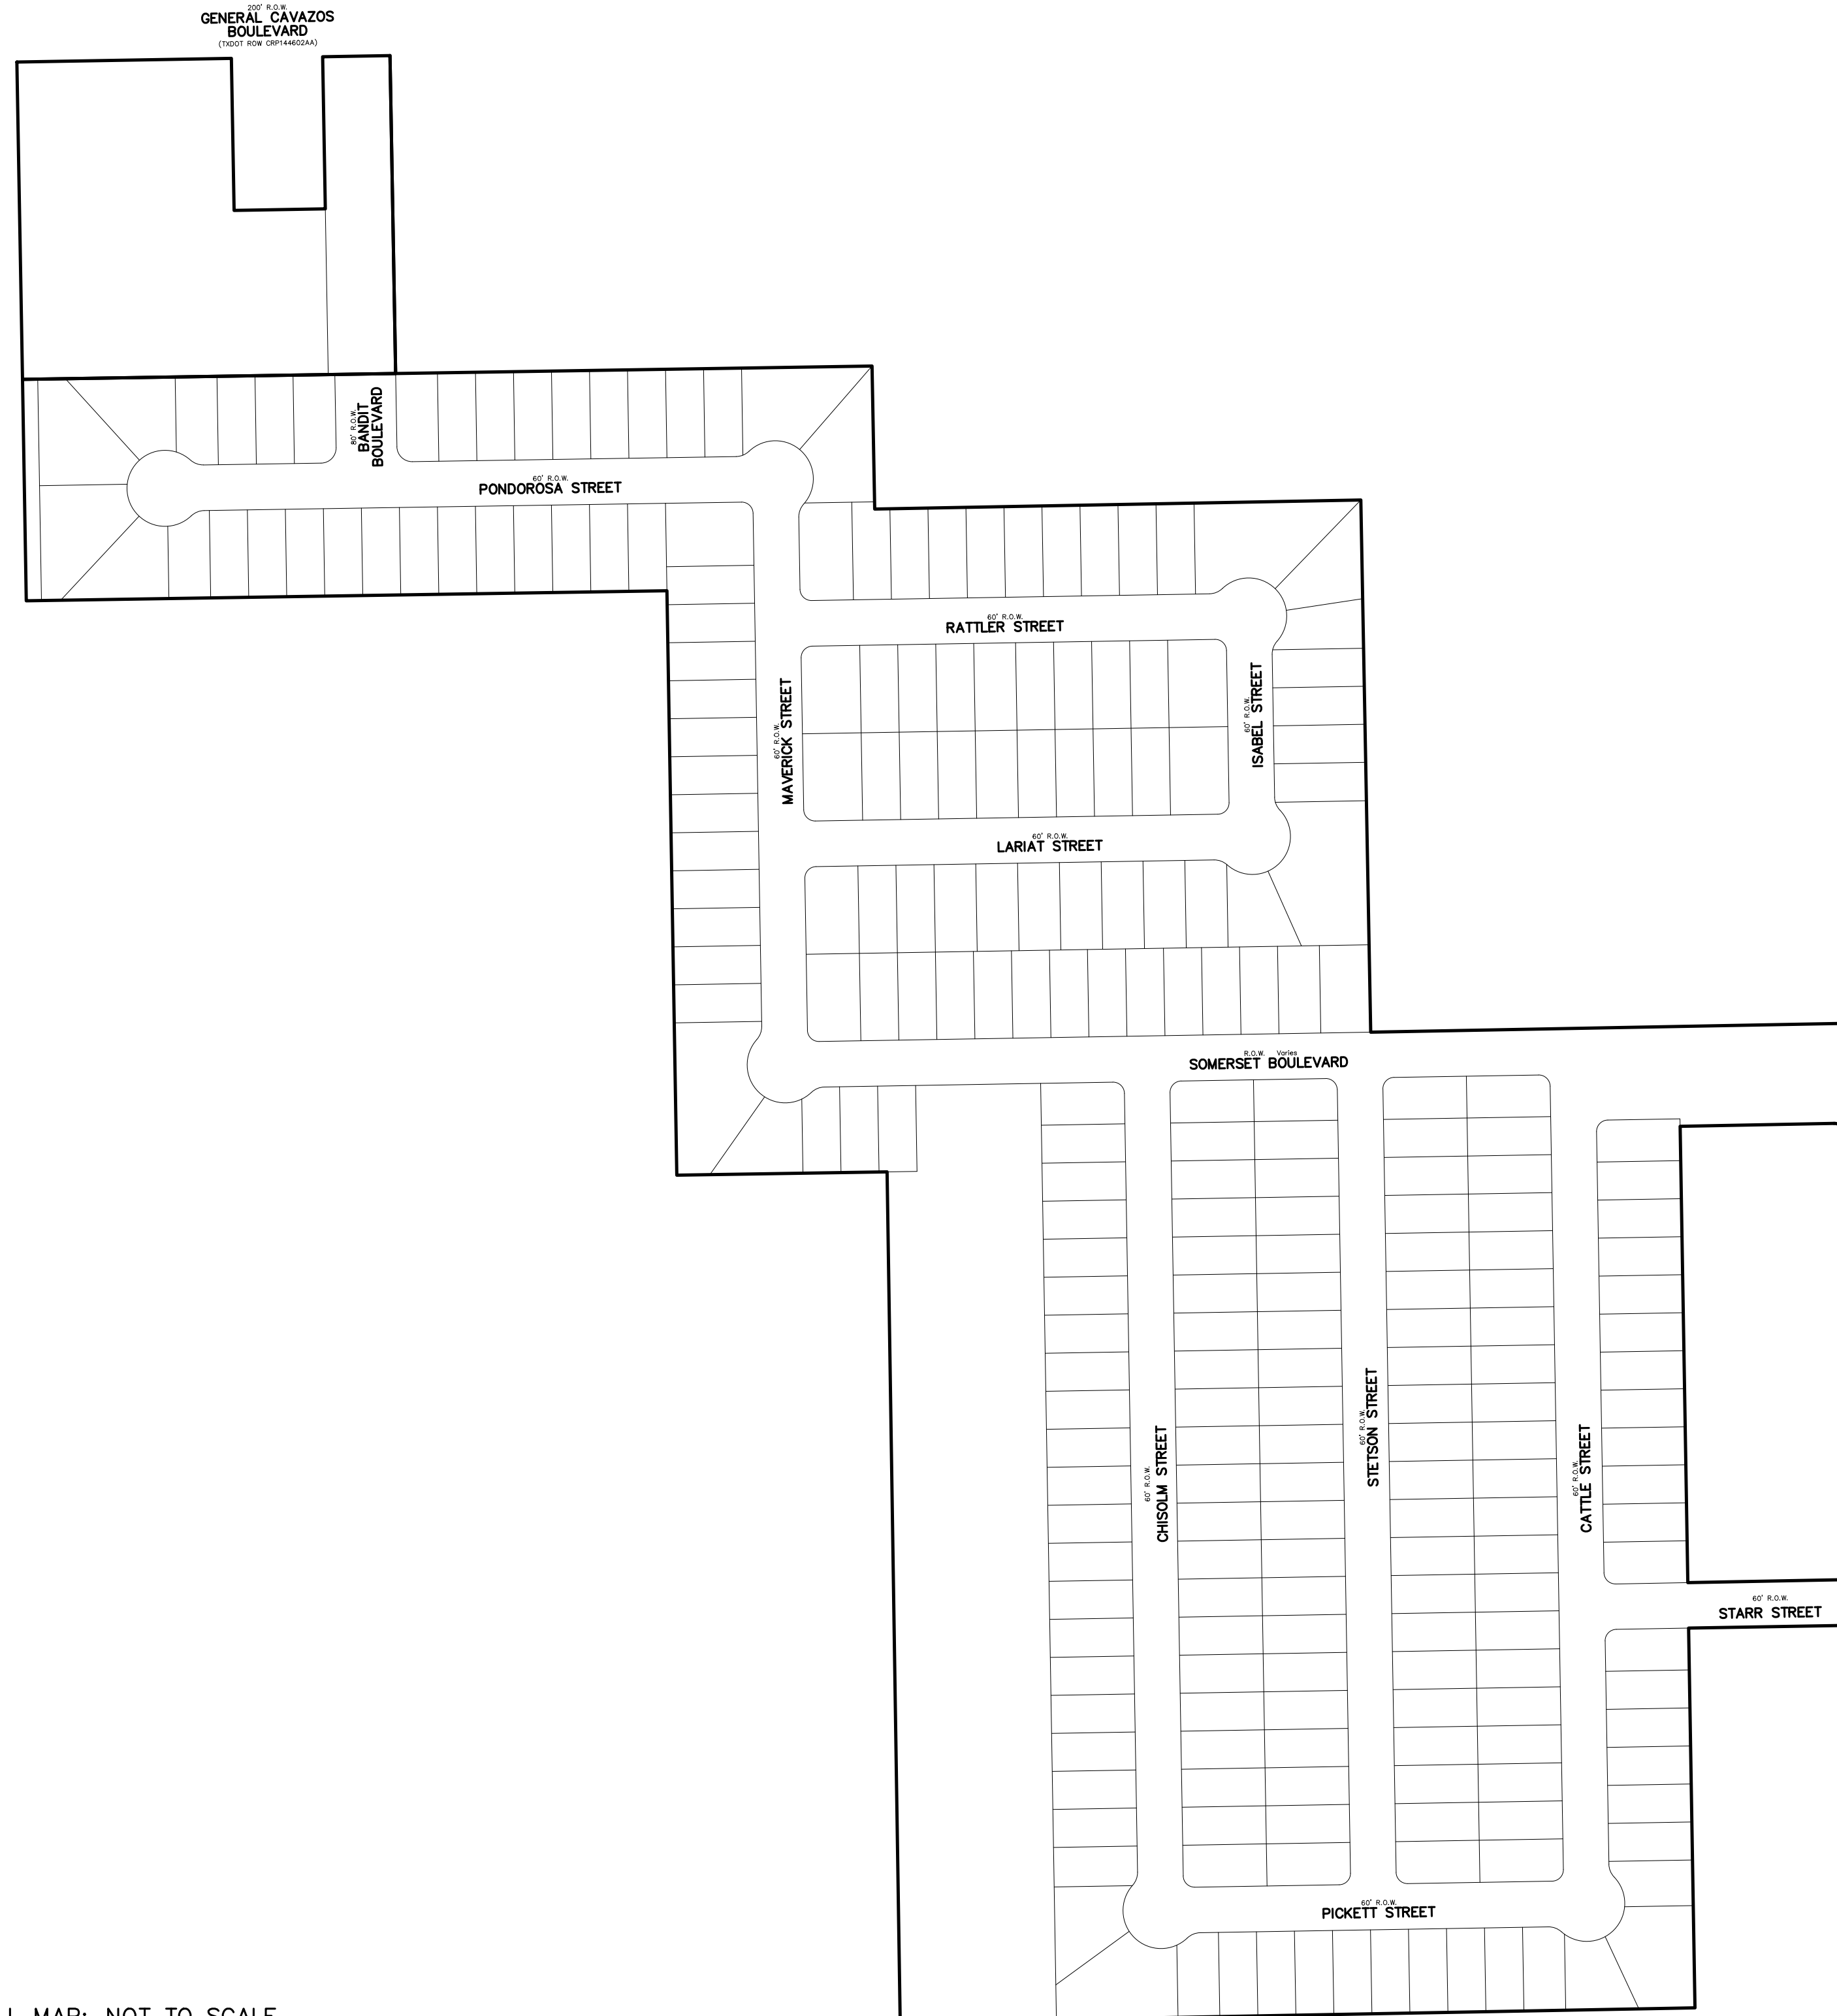 200' R.O.W.
GENERAL CAVAZOS
BOULEVARD
(TXDOT ROW CRP144602AA)
80' R.O.W.
BANDIT
BOULEVARD
60' R.O.W.
PONDOROSA STREET
60' R.O.W.
RATTLER STREET
60' R.O.W.
MAVERICK STREET
60' R.O.W.
ISABEL STREET
60' R.O.W.
LARIAT STREET
R.O.W. Varies
SOMERSET BOULEVARD
60' R.O.W.
CHISOLM STREET
60' R.O.W.
STETSON STREET
60' R.O.W.
CATTLE STREET
60' R.O.W.
STARR STREET
60' R.O.W.
PICKETT STREET
MAP: NOT TO SCALE